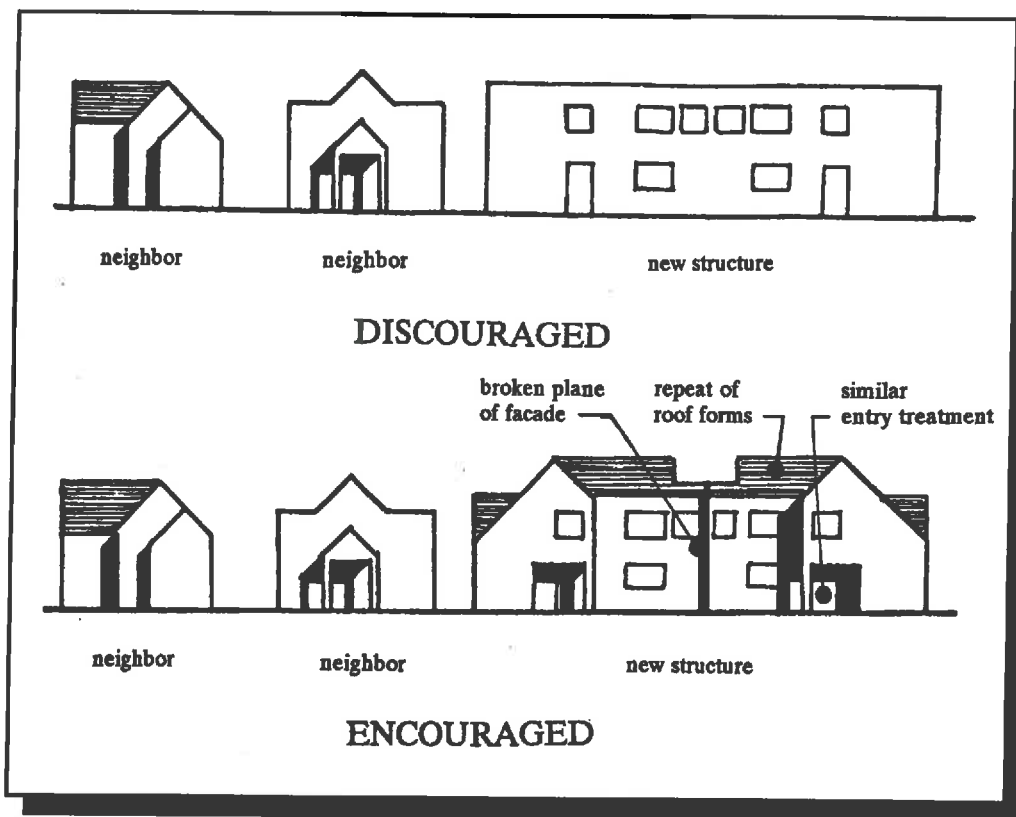 neighbor
neighbor
new structure
DISCOURAGED
broken plane
of facade
repeat of
roof forms
similar
entry treatment
neighbor
neighbor
new structure
ENCOURAGED